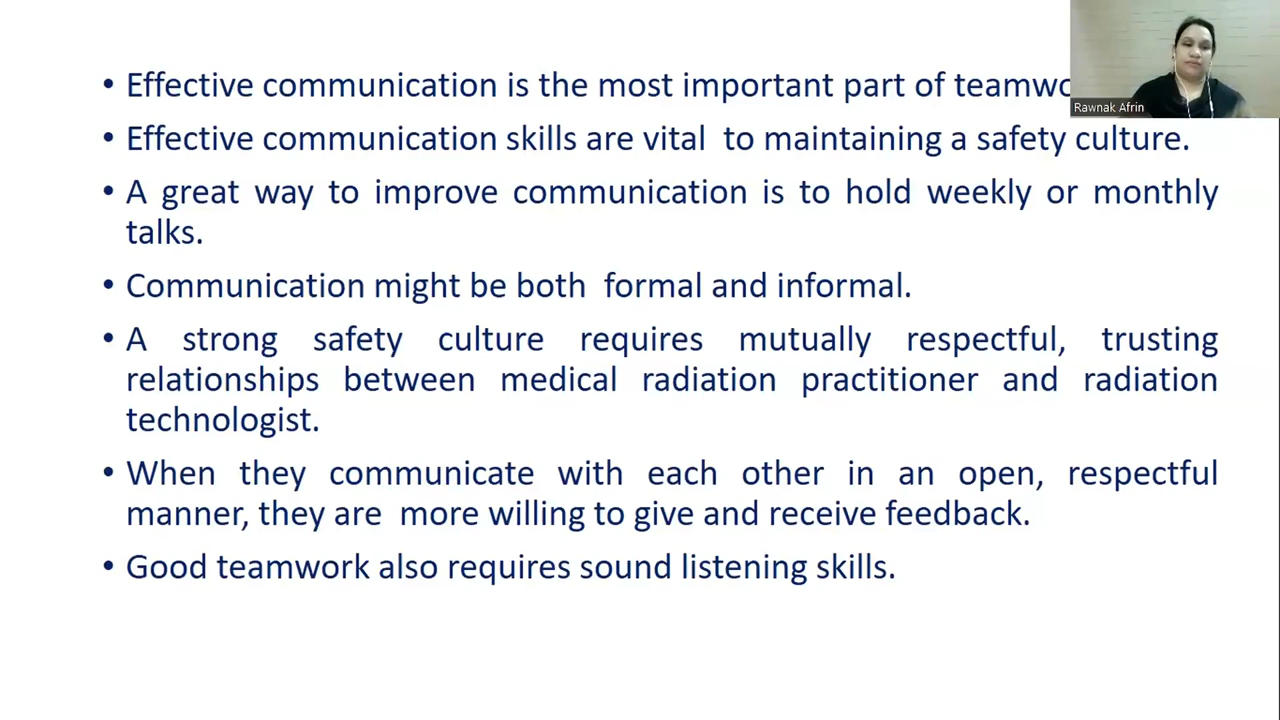 • Effective communication is the most important part of
• Effective communication skills are vital  to maintaining a safety culture.
• A great way to improve communication is to hold weekly or monthly
talks.
• Communication might be both  formal and informal.
• A strong safety culture requires mutually respectful, trusting
relationships between medical radiation practitioner and radiation
technologist.
• When they communicate with each other in an open, respectful
manner, they are  more willing to give and receive feedback.
• Good teamwork also requires sound listening skills.
Rawnak Afrin